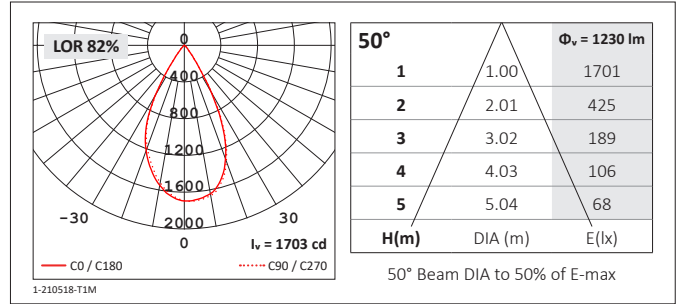 LOR 82%
0
400
800
1200
1600
2000
-30
0
30
Iᵥ = 1703 cd
C0 / C180
C90 / C270
1-210518-T1M
50°
Φᵥ = 1230 lm
1 1.00 1701
2 2.01 425
3 3.02 189
4 4.03 106
5 5.04 68
H(m) DIA (m) E(lx)
50° Beam DIA to 50% of E-max